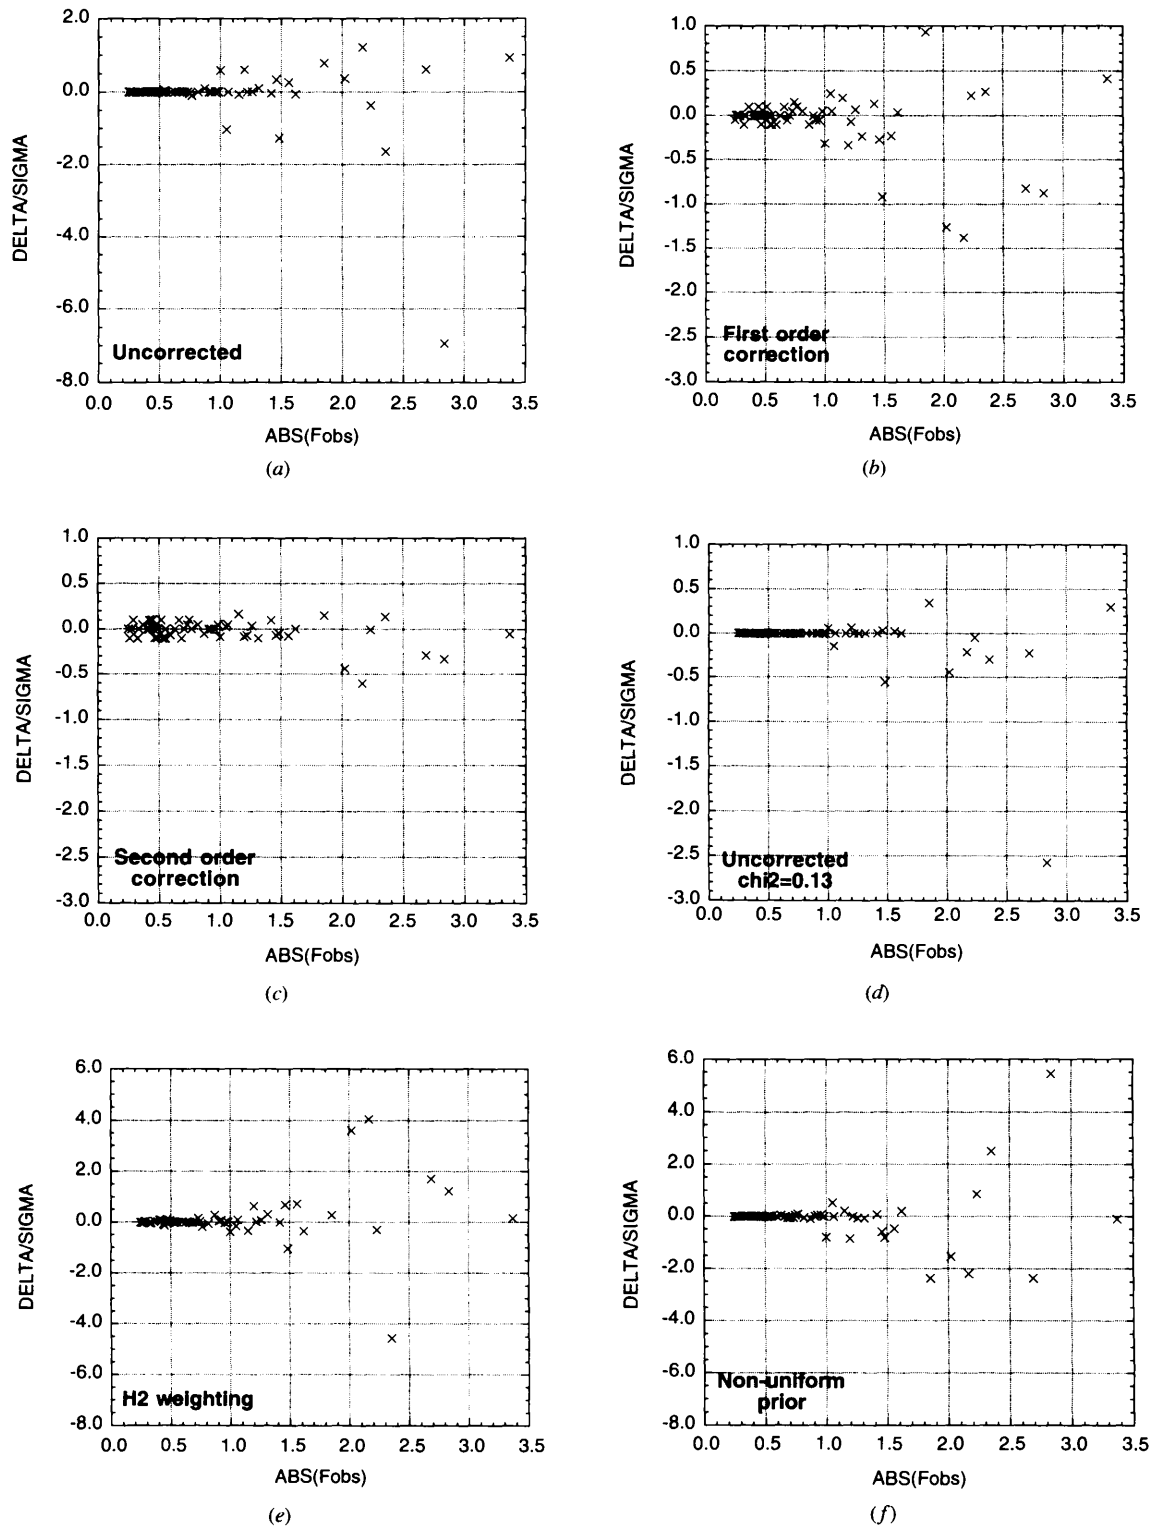 2.0
0.0
-2.0
-4.0
-6.0
-8.0
DELTA/SIGMA
Uncorrected
0.0 0.5 1.0 1.5 2.0 2.5 3.0 3.5
ABS(Fobs)
(a)
1.0
0.5
0.0
-0.5
-1.0
-1.5
-2.0
-2.5
-3.0
DELTA/SIGMA
First order
correction
0.0 0.5 1.0 1.5 2.0 2.5 3.0 3.5
ABS(Fobs)
(b)
1.0
0.5
0.0
-0.5
-1.0
-1.5
-2.0
-2.5
-3.0
DELTA/SIGMA
Second order
correction
0.0 0.5 1.0 1.5 2.0 2.5 3.0 3.5
ABS(Fobs)
(c)
1.0
0.5
0.0
-0.5
-1.0
-1.5
-2.0
-2.5
-3.0
DELTA/SIGMA
Uncorrected
chi2=0.13
0.0 0.5 1.0 1.5 2.0 2.5 3.0 3.5
ABS(Fobs)
(d)
6.0
4.0
2.0
0.0
-2.0
-4.0
-6.0
-8.0
DELTA/SIGMA
H2 weighting
0.0 0.5 1.0 1.5 2.0 2.5 3.0 3.5
ABS(Fobs)
(e)
6.0
4.0
2.0
0.0
-2.0
-4.0
-6.0
-8.0
DELTA/SIGMA
Non-uniform
prior
0.0 0.5 1.0 1.5 2.0 2.5 3.0 3.5
ABS(Fobs)
(f)